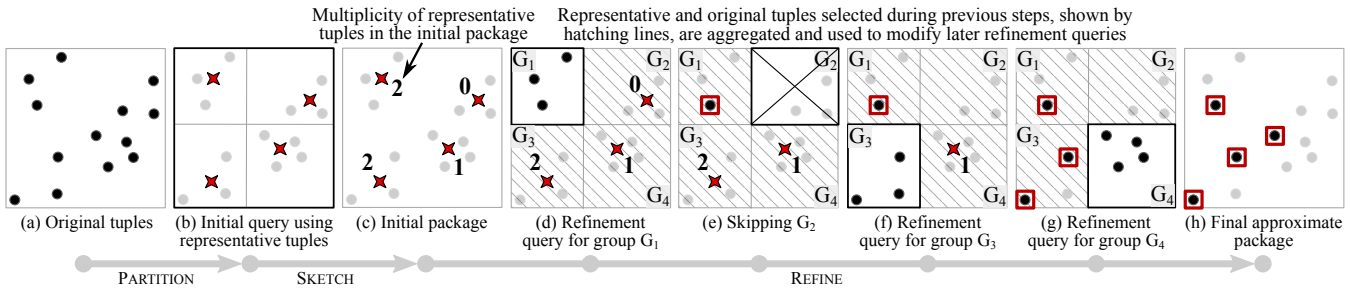 Multiplicity of representative
tuples in the initial package
Representative and original tuples selected during previous steps, shown by
hatching lines, are aggregated and used to modify later refinement queries
2
0
2
1
G1
G2
0
G3
2
1
G4
G1
G2
G3
2
1
G4
G1
G2
G3
1
G4
G1
G2
G3
G4
(a) Original tuples
(b) Initial query using
representative tuples
(c) Initial package
(d) Refinement
query for group G1
(e) Skipping G2
(f) Refinement
query for group G3
(g) Refinement
query for group G4
(h) Final approximate
package
PARTITION
SKETCH
REFINE